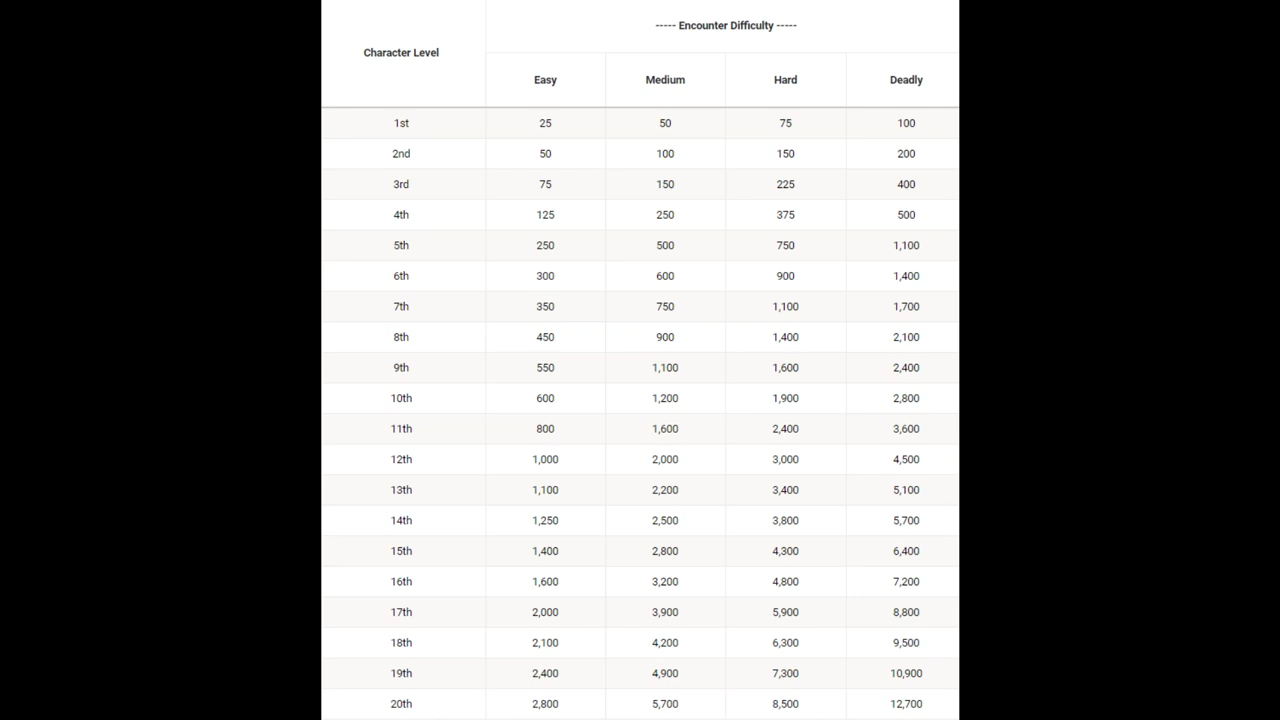 ----- Encounter Difficulty -----
Character Level
Easy Medium Hard Deadly
1st 25 50 75 100
2nd 50 100 150 200
3rd 75 150 225 400
4th 125 250 375 500
5th 250 500 750 1,100
6th 300 600 900 1,400
7th 350 750 1,100 1,700
8th 450 900 1,400 2,100
9th 550 1,100 1,600 2,400
10th 600 1,200 1,900 2,800
11th 800 1,600 2,400 3,600
12th 1,000 2,000 3,000 4,500
13th 1,100 2,200 3,400 5,100
14th 1,250 2,500 3,800 5,700
15th 1,400 2,800 4,300 6,400
16th 1,600 3,200 4,800 7,200
17th 2,000 3,900 5,900 8,800
18th 2,100 4,200 6,300 9,500
19th 2,400 4,900 7,300 10,900
20th 2,800 5,700 8,500 12,700